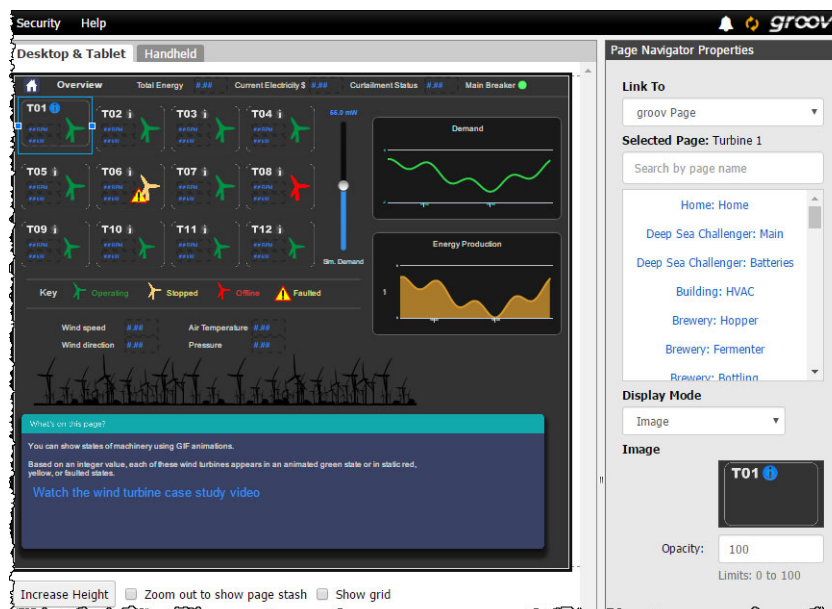 Security Help
groov
Desktop & Tablet Handheld
Page Navigator Properties
Overview Total Energy #.## Current Electricity $ #.## Curtailment Status #.## Main Breaker
Link To
groov Page
Selected Page: Turbine 1
Search by page name
Home: Home
Deep Sea Challenger: Main
Deep Sea Challenger: Batteries
Building: HVAC
Brewery: Hopper
Brewery: Fermenter
Brewery: Bottling
Display Mode
Image
Image
T01
Opacity: 100
Limits: 0 to 100
T01 T02 T03 T04
T05 T06 T07 T08
T09 T10 T11 T12
Sim. Demand
Demand
Energy Production
1
Key Operating Stopped Offline Faulted
Wind speed #.## Air Temperature #.##
Wind direction #.## Pressure #.##
What's on this page?
You can show states of machinery using GIF animations.
Based on an integer value, each of these wind turbines appears in an animated green state or in static red,
yellow, or faulted states.
Watch the wind turbine case study video
Increase Height Zoom out to show page stash Show grid